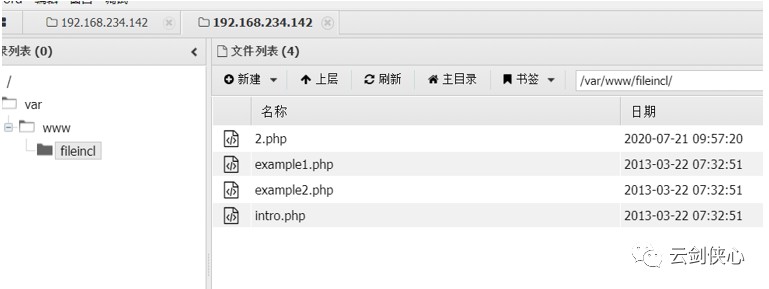 192.168.234.142 192.168.234.142
录列表 (0) 文件列表 (4)
新建 上层 刷新 主目录 书签 /var/www/fileincl/
/
var
www
fileincl
名称 日期
2.php 2020-07-21 09:57:20
example1.php 2013-03-22 07:32:51
example2.php 2013-03-22 07:32:51
intro.php 2013-03-22 07:32:51
云剑侠心